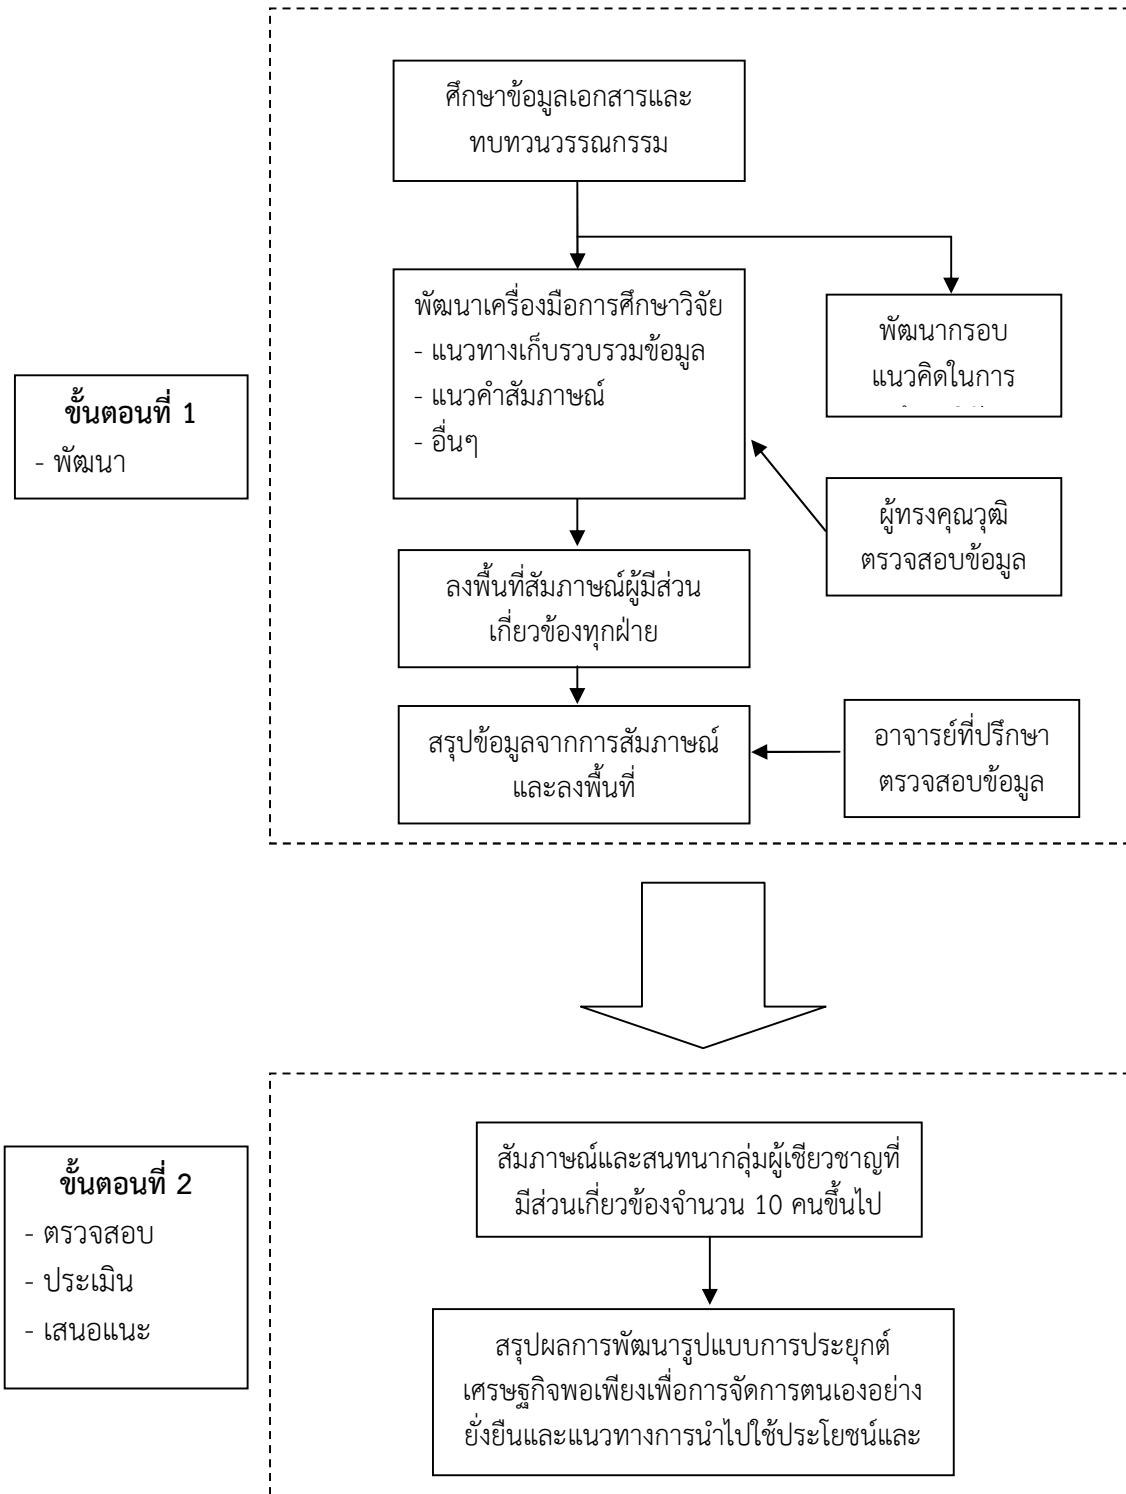 ศึกษาข้อมูลเอกสารและ
ทบทวนวรรณกรรม
พัฒนาเครื่องมือการศึกษาวิจัย
- แนวทางเก็บรวบรวมข้อมูล
- แนวคำสัมภาษณ์
- อื่นๆ
พัฒนากรอบ
แนวคิดในการ
ขั้นตอนที่ 1
- พัฒนา
ผู้ทรงคุณวุฒิ
ตรวจสอบข้อมูล
ลงพื้นที่สัมภาษณ์ผู้มีส่วน
เกี่ยวข้องทุกฝ่าย
สรุปข้อมูลจากการสัมภาษณ์
และลงพื้นที่
อาจารย์ที่ปรึกษา
ตรวจสอบข้อมูล
ขั้นตอนที่ 2
- ตรวจสอบ
- ประเมิน
- เสนอแนะ
สัมภาษณ์และสนทนากลุ่มผู้เชียวชาญที่
มีส่วนเกี่ยวข้องจำนวน 10 คนขึ้นไป
สรุปผลการพัฒนารูปแบบการประยุกต์
เศรษฐกิจพอเพียงเพื่อการจัดการตนเองอย่าง
ยั่งยืนและแนวทางการนำไปใช้ประโยชน์และ